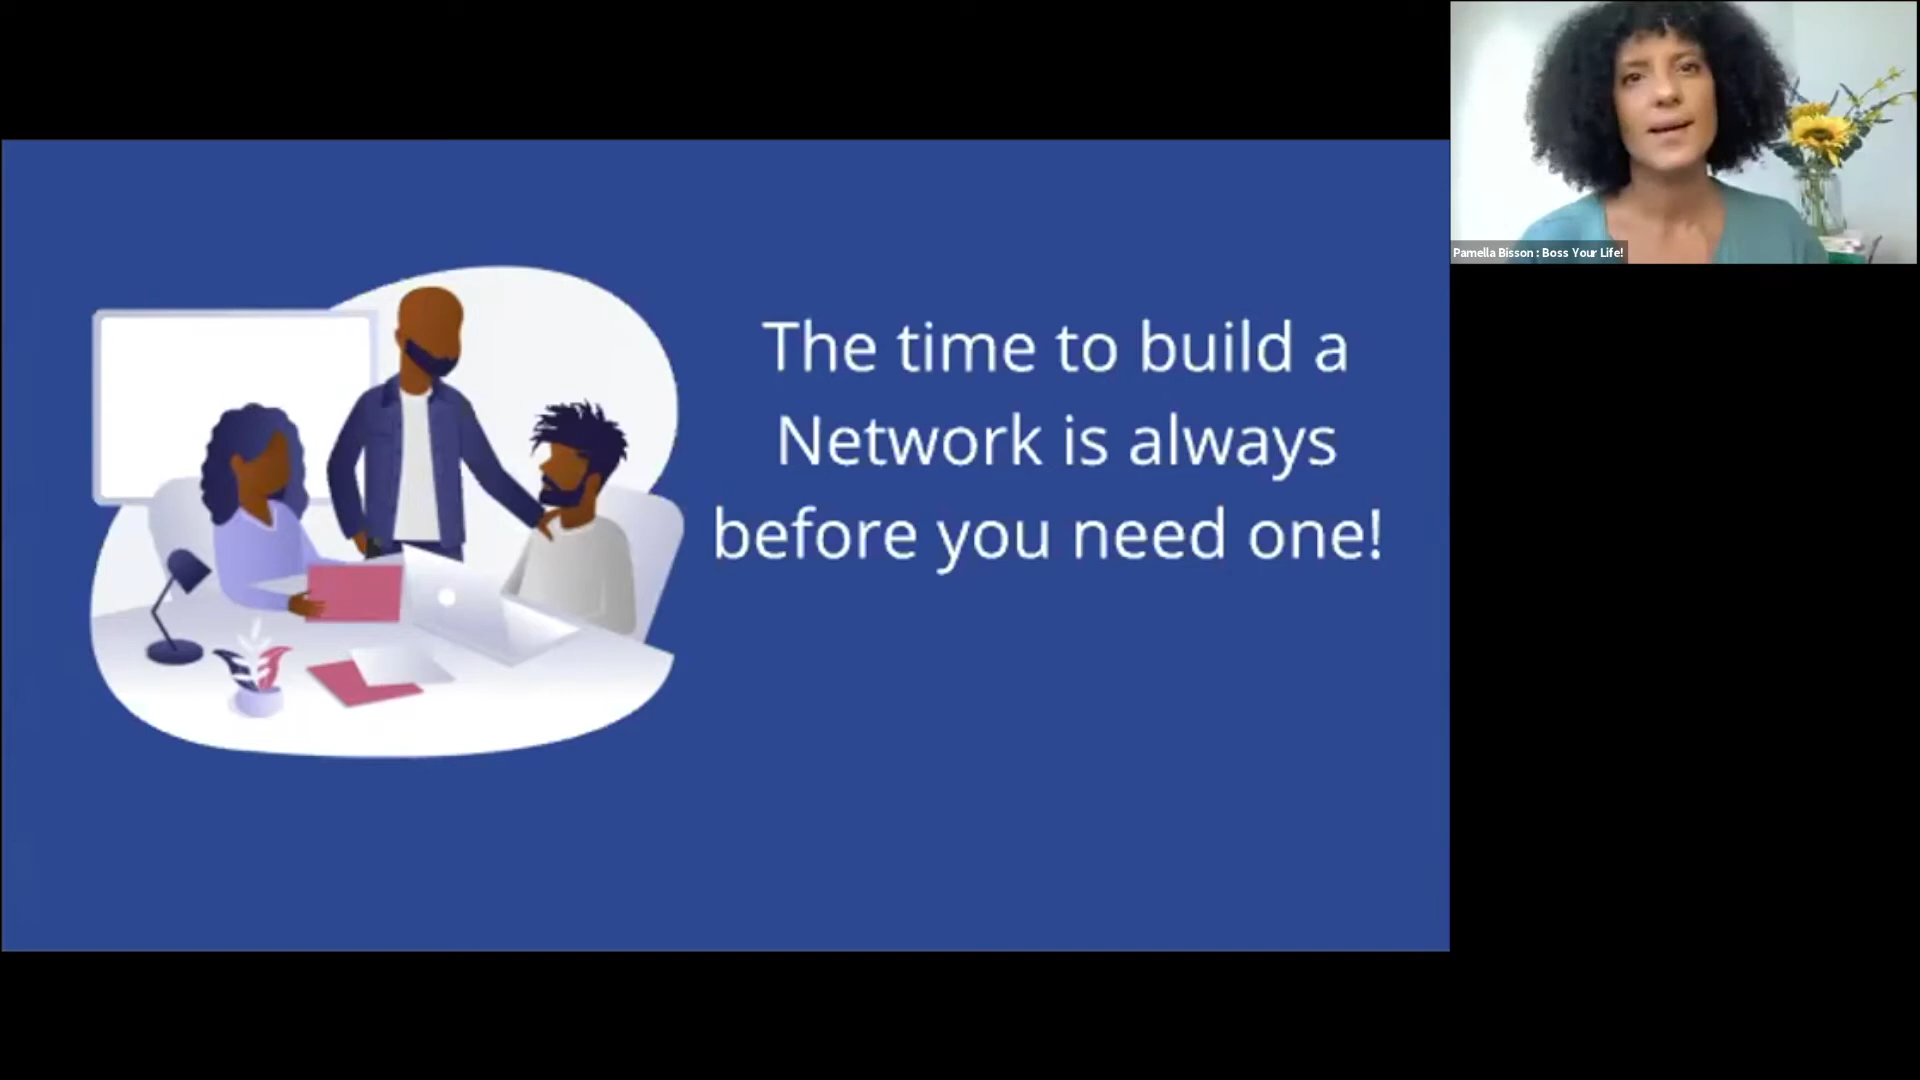 The time to build a
Network is always
before you need one!
Pamella Bisson : Boss Your Life!